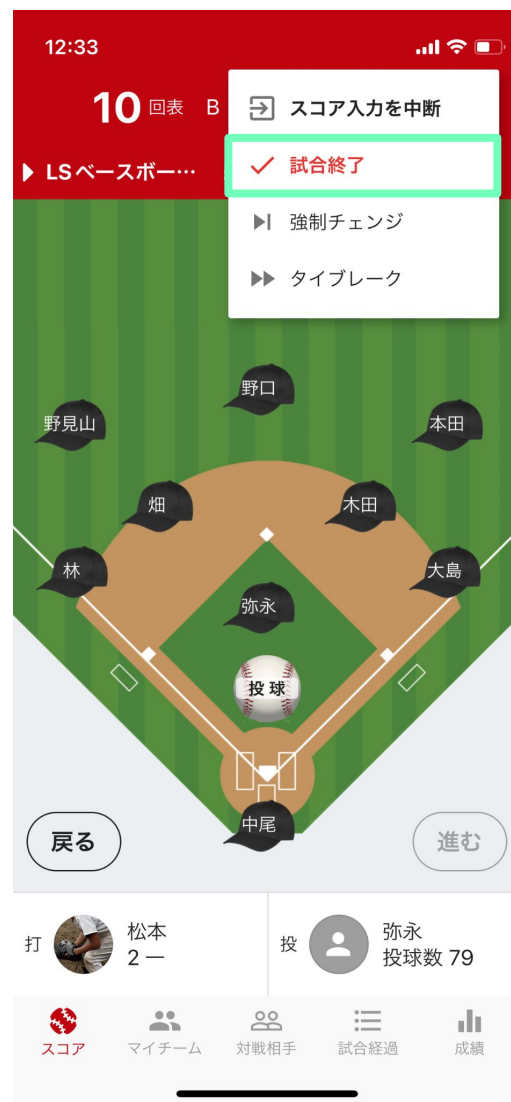 12:33
10 回表 B
スコア入力を中断
▶ LSベースボー…
試合終了
強制チェンジ
タイブレーク
野口
野見山
本田
畑
木田
林
大島
弥永
投球
中尾
戻る
進む
打
松本
2 —
投
弥永
投球数 79
スコア
マイチーム
対戦相手
試合経過
成績